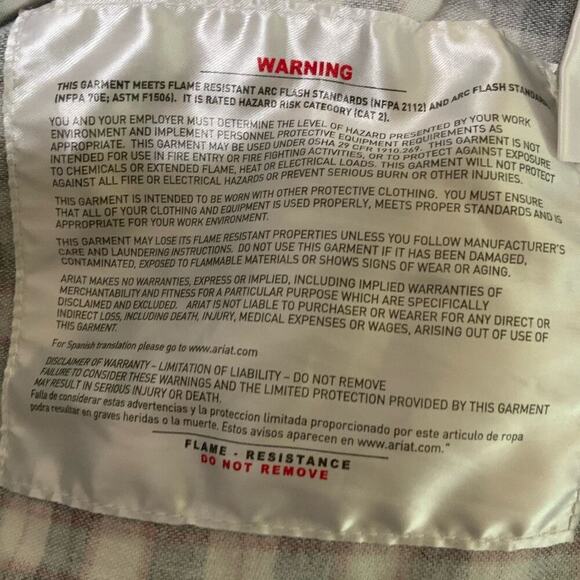 WARNING
THIS GARMENT MEETS FLAME RESISTANT ARC FLASH STANDARDS (NFPA 2112) AND ARC FLASH STANDARDS
(NFPA 70E; ASTM F1506). IT IS RATED HAZARD RISK CATEGORY (CAT 2).
YOU AND YOUR EMPLOYER MUST DETERMINE THE LEVEL OF HAZARD PRESENTED BY YOUR WORK
ENVIRONMENT AND IMPLEMENT PERSONNEL PROTECTIVE EQUIPMENT REQUIREMENTS AS
APPROPRIATE. THIS GARMENT MAY BE USED UNDER OSHA 29 CFR 1910.269. THIS GARMENT IS NOT
INTENDED FOR USE IN FIRE ENTRY OR FIRE FIGHTING ACTIVITIES, OR TO PROTECT AGAINST EXPOSURE
TO CHEMICALS OR EXTENDED FLAME, HEAT OR ELECTRICAL LOADS. THIS GARMENT WILL NOT PROTECT
AGAINST ALL FIRE OR ELECTRICAL HAZARDS OR PREVENT SERIOUS BURN OR OTHER INJURIES.
THIS GARMENT IS INTENDED TO BE WORN WITH OTHER PROTECTIVE CLOTHING. YOU MUST ENSURE
THAT ALL OF YOUR CLOTHING AND EQUIPMENT IS USED PROPERLY, MEETS PROPER STANDARDS AND IS
APPROPRIATE FOR YOUR WORK ENVIRONMENT.
THIS GARMENT MAY LOSE ITS FLAME RESISTANT PROPERTIES UNLESS YOU FOLLOW MANUFACTURER'S
CARE AND LAUNDERING INSTRUCTIONS. DO NOT USE THIS GARMENT IF IT HAS BEEN DAMAGED,
CONTAMINATED, EXPOSED TO FLAMMABLE MATERIALS OR SHOWS SIGNS OF WEAR OR AGING.
ARIAT MAKES NO WARRANTIES, EXPRESS OR IMPLIED, INCLUDING IMPLIED WARRANTIES OF
MERCHANTABILITY AND FITNESS FOR A PARTICULAR PURPOSE WHICH ARE SPECIFICALLY
DISCLAIMED AND EXCLUDED. ARIAT IS NOT LIABLE TO PURCHASER OR WEARER FOR ANY DIRECT OR
INDIRECT LOSS, INCLUDING DEATH, INJURY, MEDICAL EXPENSES OR WAGES, ARISING OUT OF USE OF
THIS GARMENT.
For Spanish translation please go to www.ariat.com
DISCLAIMER OF WARRANTY – LIMITATION OF LIABILITY – DO NOT REMOVE
FAILURE TO CONSIDER THESE WARNINGS AND THE LIMITED PROTECTION PROVIDED BY THIS GARMENT
MAY RESULT IN SERIOUS INJURY OR DEATH.
Falla de considerar estas advertencias y la proteccion limitada proporcionado por este articulo de ropa
podra resultar en graves heridas o la muerte. Estos avisos aparecen en www.ariat.com."
FLAME - RESISTANCE
DO NOT REMOVE